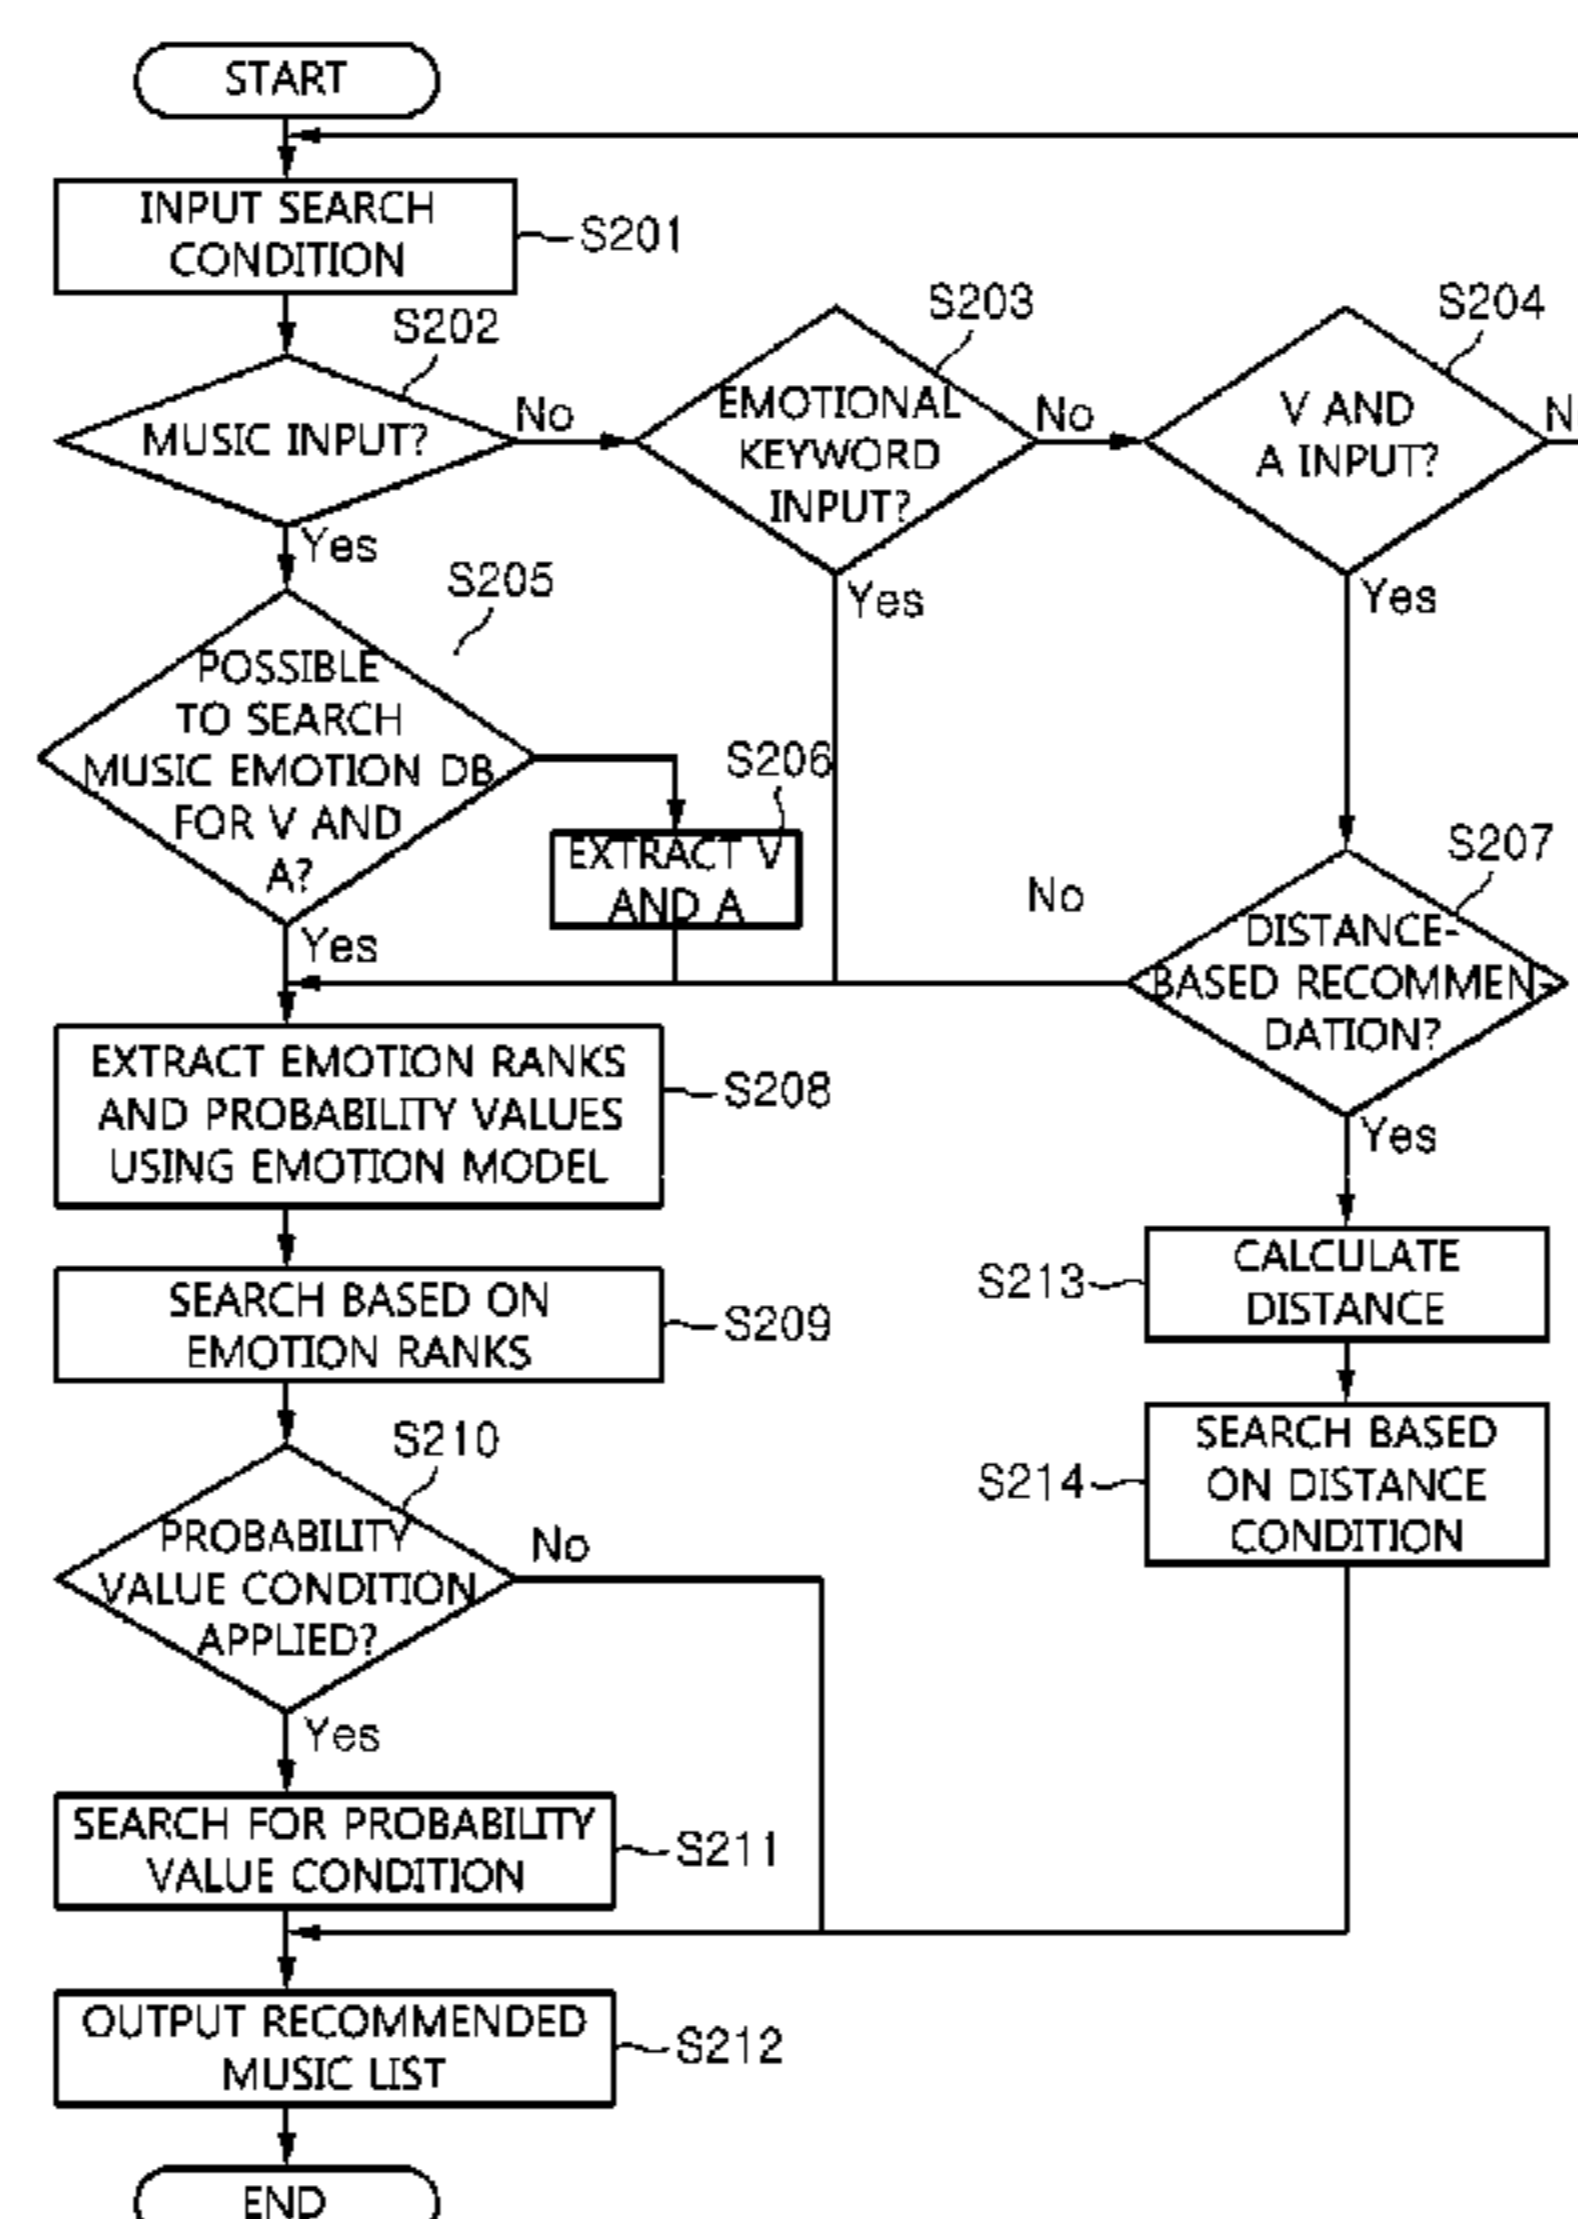 START
INPUT SEARCH
CONDITION
S201
S202
MUSIC INPUT?
No
Yes
S203
EMOTIONAL
KEYWORD
INPUT?
No
Yes
S204
V AND
A INPUT?
N
Yes
S205
POSSIBLE
TO SEARCH
MUSIC EMOTION DB
FOR V AND
A?
Yes
S206
EXTRACT V
AND A
S207
No
DISTANCE-
BASED RECOMMEN-
DATION?
Yes
EXTRACT EMOTION RANKS
AND PROBABILITY VALUES
USING EMOTION MODEL
S208
SEARCH BASED ON
EMOTION RANKS
S209
S213
CALCULATE
DISTANCE
S214
SEARCH BASED
ON DISTANCE
CONDITION
S210
PROBABILITY
VALUE CONDITION
APPLIED?
No
Yes
SEARCH FOR PROBABILITY
VALUE CONDITION
S211
OUTPUT RECOMMENDED
MUSIC LIST
S212
END